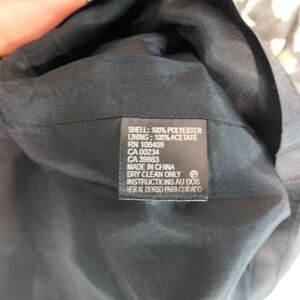 SHELL: 100% POLYESTER
LINING : 100% ACETATE
RN 106409
CA 00234
CA 39863
MADE IN CHINA
DRY CLEAN ONLY Ⓟ
INSTRUCTIONS AU DOS
VER AL DORSO PARA CUIDADO